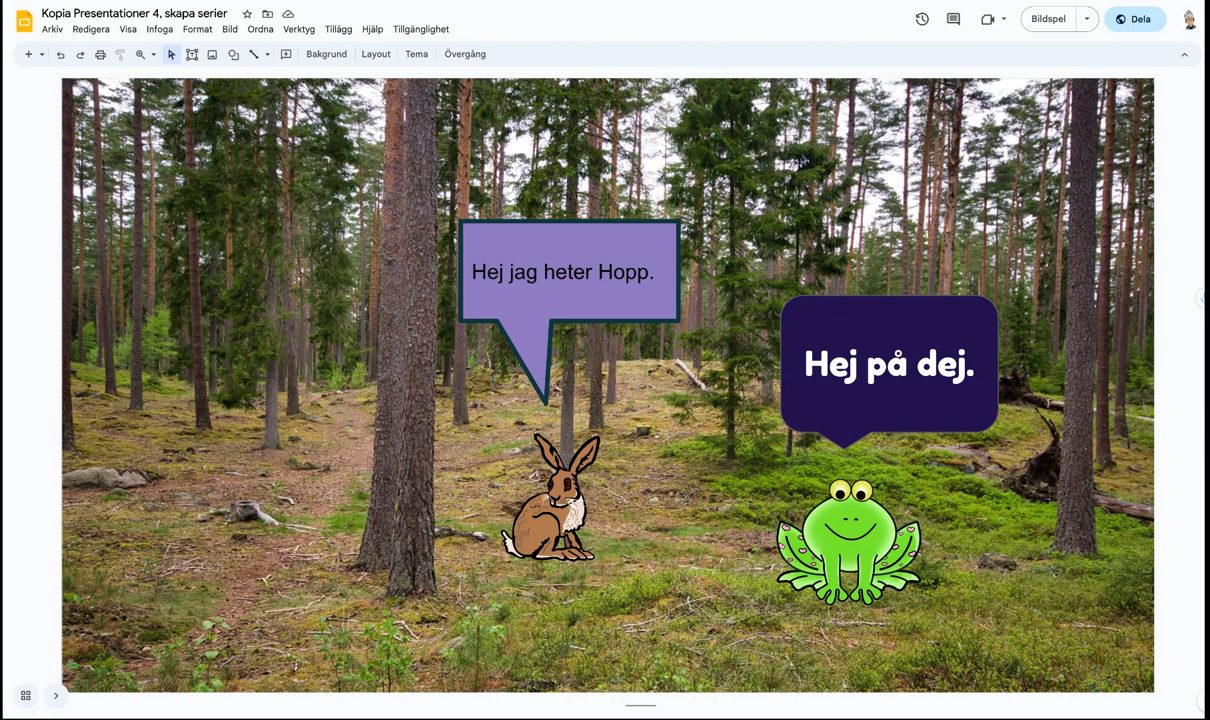 Kopia Presentationer 4, skapa serier
Arkiv Redigera Visa Infoga Format Bild Ordna Verktyg Tillägg Hjälp Tillgänglighet
Bildspel
Dela
Bakgrund Layout Tema Övergång
Hej jag heter Hopp.
Hej på dej.